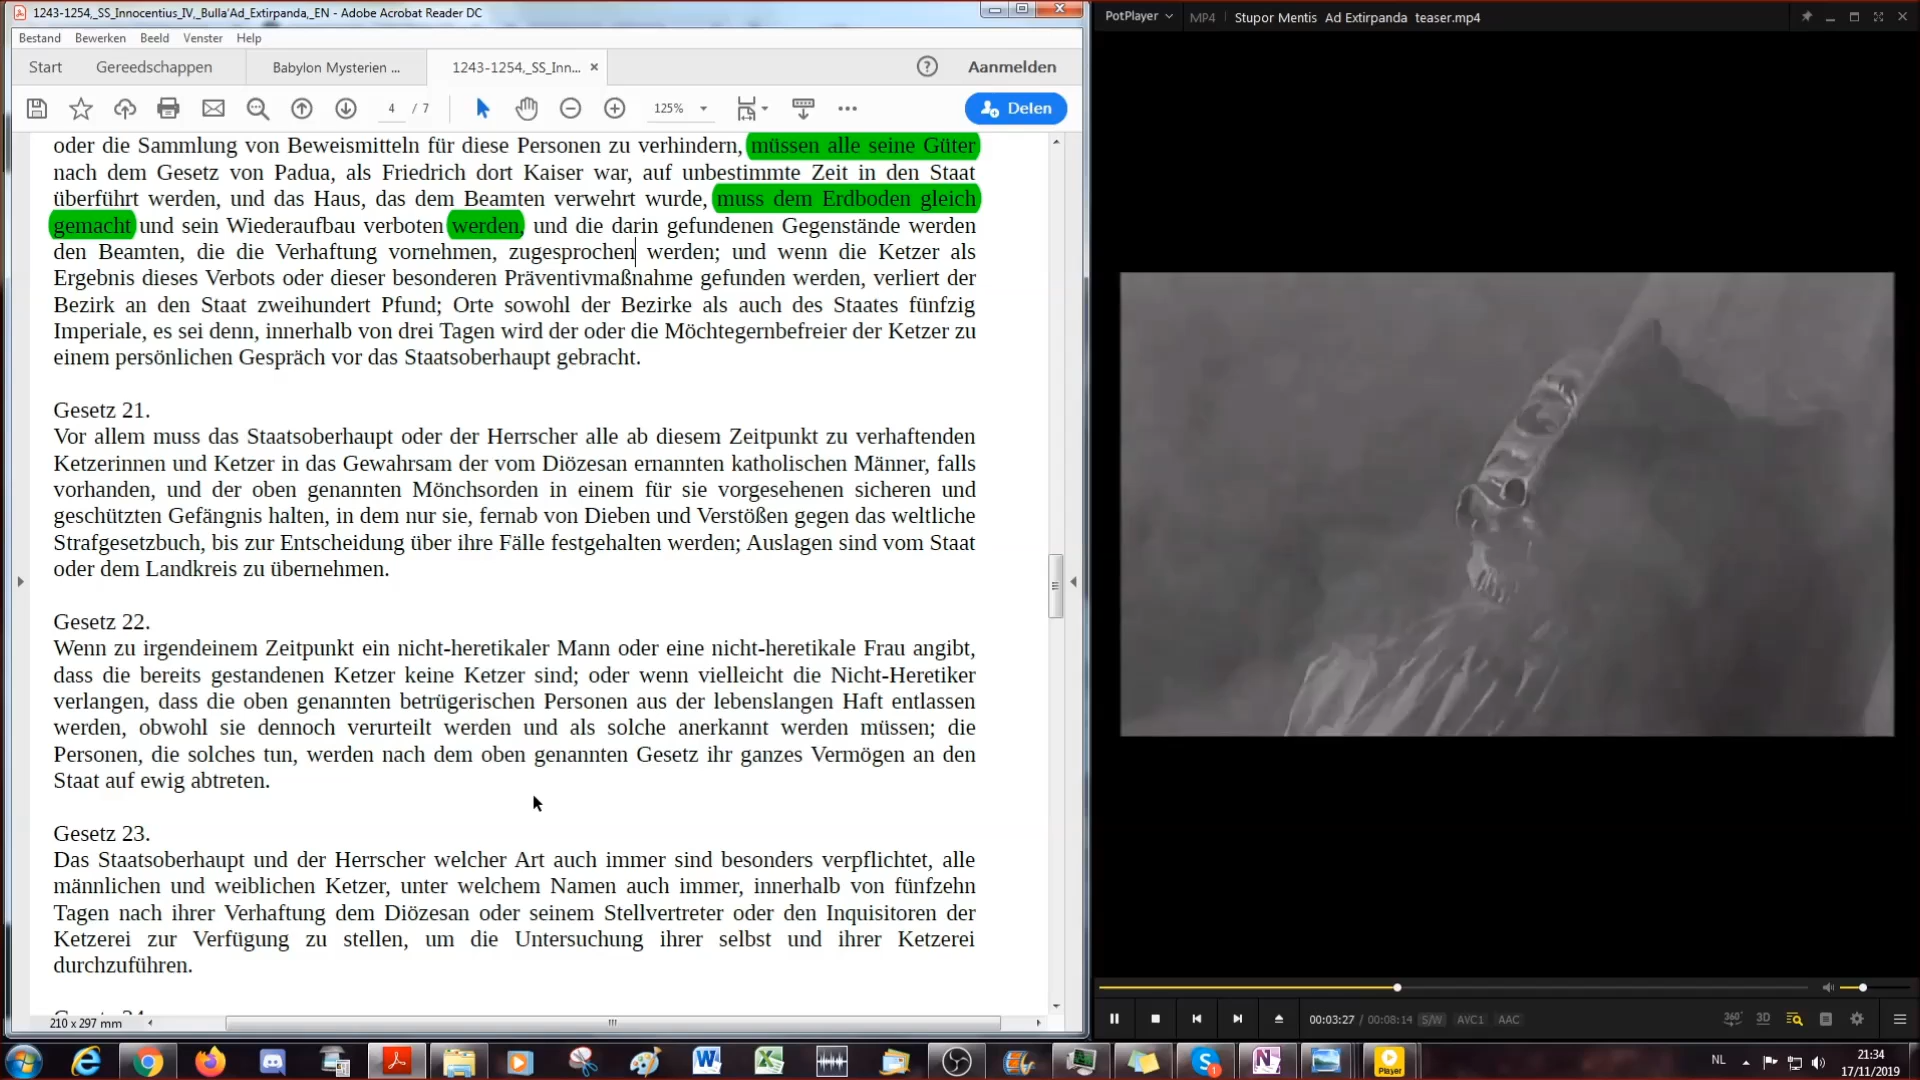 1243-1254,_SS_Innocentius_IV,_Bulla'Ad_Extirpanda,_EN - Adobe Acrobat Reader DC
Bestand Bewerken Beeld Venster Help
Start Gereedschappen Babylon Mysterien ... 1243-1254,_SS_Inn... × Aanmelden
4 / 7 125% Delen
oder die Sammlung von Beweismitteln für diese Personen zu verhindern, müssen alle seine Güter
nach dem Gesetz von Padua, als Friedrich dort Kaiser war, auf unbestimmte Zeit in den Staat
überführt werden, und das Haus, das dem Beamten verwehrt wurde, muss dem Erdboden gleich
gemacht und sein Wiederaufbau verboten werden, und die darin gefundenen Gegenstände werden
den Beamten, die die Verhaftung vornehmen, zugesprochen werden; und wenn die Ketzer als
Ergebnis dieses Verbots oder dieser besonderen Präventivmaßnahme gefunden werden, verliert der
Bezirk an den Staat zweihundert Pfund; Orte sowohl der Bezirke als auch des Staates fünfzig
Imperiale, es sei denn, innerhalb von drei Tagen wird der oder die Möchtegernbefreier der Ketzer zu
einem persönlichen Gespräch vor das Staatsoberhaupt gebracht.
Gesetz 21.
Vor allem muss das Staatsoberhaupt oder der Herrscher alle ab diesem Zeitpunkt zu verhaftenden
Ketzerinnen und Ketzer in das Gewahrsam der vom Diözesan ernannten katholischen Männer, falls
vorhanden, und der oben genannten Mönchsorden in einem für sie vorgesehenen sicheren und
geschützten Gefängnis halten, in dem nur sie, fernab von Dieben und Verstößen gegen das weltliche
Strafgesetzbuch, bis zur Entscheidung über ihre Fälle festgehalten werden; Auslagen sind vom Staat
oder dem Landkreis zu übernehmen.
Gesetz 22.
Wenn zu irgendeinem Zeitpunkt ein nicht-heretikaler Mann oder eine nicht-heretikale Frau angibt,
dass die bereits gestandenen Ketzer keine Ketzer sind; oder wenn vielleicht die Nicht-Heretiker
verlangen, dass die oben genannten betrügerischen Personen aus der lebenslangen Haft entlassen
werden, obwohl sie dennoch verurteilt werden und als solche anerkannt werden müssen; die
Personen, die solches tun, werden nach dem oben genannten Gesetz ihr ganzes Vermögen an den
Staat auf ewig abtreten.
Gesetz 23.
Das Staatsoberhaupt und der Herrscher welcher Art auch immer sind besonders verpflichtet, alle
männlichen und weiblichen Ketzer, unter welchem Namen auch immer, innerhalb von fünfzehn
Tagen nach ihrer Verhaftung dem Diözesan oder seinem Stellvertreter oder den Inquisitoren der
Ketzerei zur Verfügung zu stellen, um die Untersuchung ihrer selbst und ihrer Ketzerei
durchzuführen.
210 x 297 mm
PotPlayer MP4 Stupor Mentis Ad Extirpanda teaser.mp4
00:03:27 / 00:08:14 S/W AVC1 AAC 360° 3D
Player
NL
21:34
17/11/2019